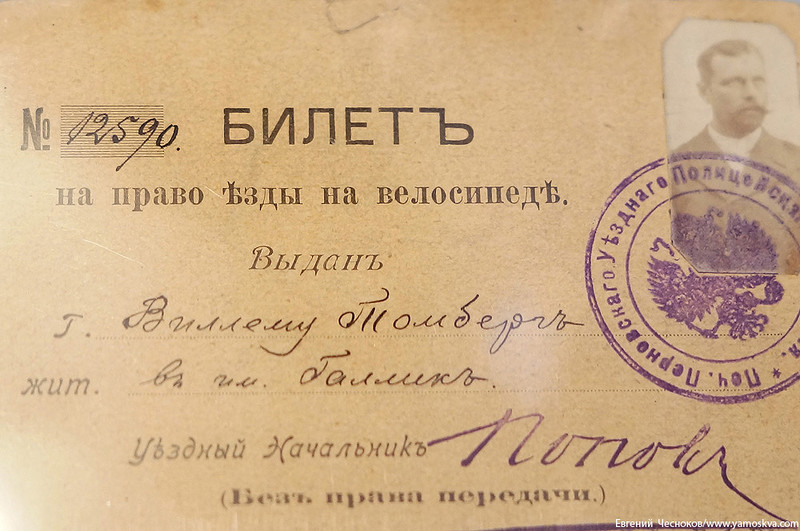 № 12590. БИЛЕТЪ
на право ѣзды на велосипедѣ.
Выданъ
г. Виллему Томбергъ
жит. въ им. Галликъ.
Уѣздный Начальникъ Поповъ
(Безъ права передачи.)
* Печ. Перновскаго Уѣзднаго Полицейска
Евгений Чесноков/www.yamoskva.com